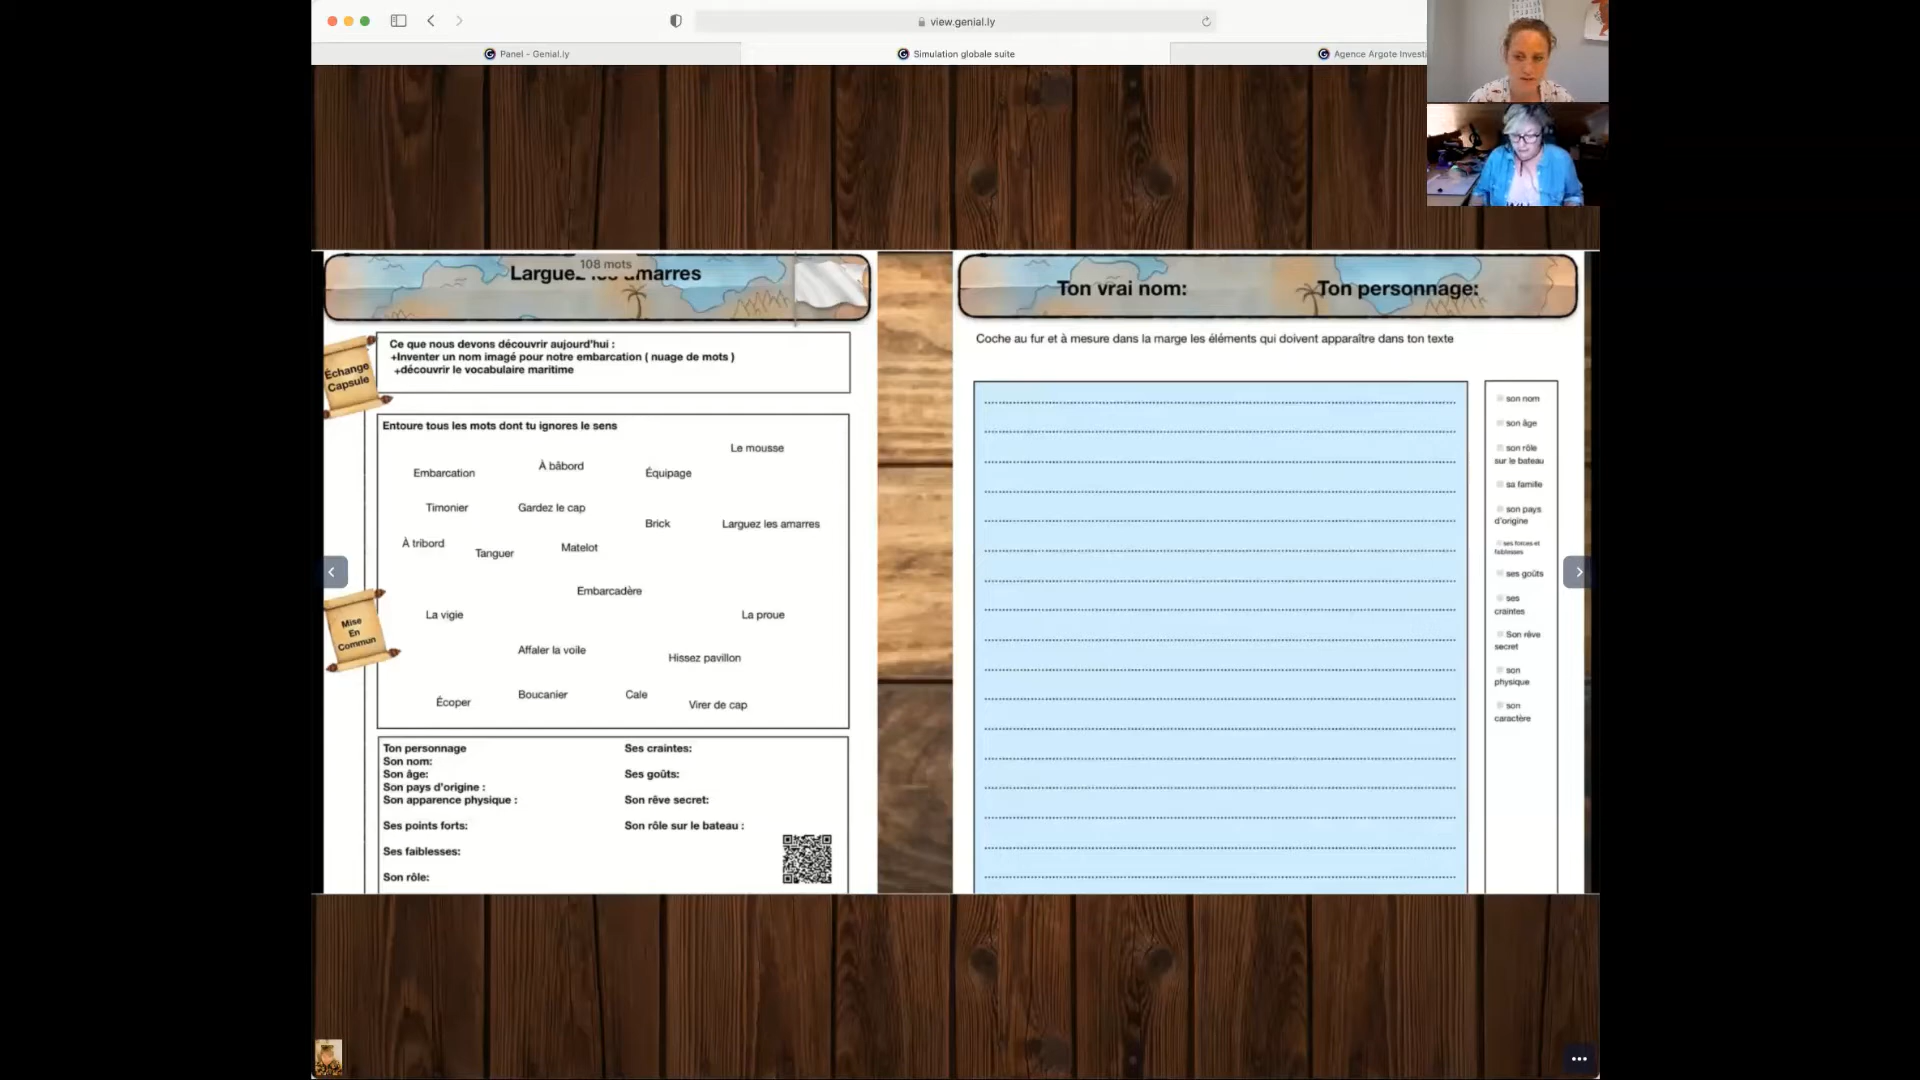 view.genial.ly
Panel - Genial.ly
Simulation globale suite
Agence Argote Investi
108 mots
Larguez les amarres
Échange
Capsule
Ce que nous devons découvrir aujourd'hui :
+Inventer un nom imagé pour notre embarcation ( nuage de mots )
+découvrir le vocabulaire maritime
Entoure tous les mots dont tu ignores le sens
Le mousse
Embarcation
À bâbord
Équipage
Timonier
Gardez le cap
Brick
Larguez les amarres
À tribord
Tanguer
Matelot
Embarcadère
La vigie
La proue
Mise
En
Commun
Affaler la voile
Hissez pavillon
Écoper
Boucanier
Cale
Virer de cap
Ton personnage
Son nom:
Son âge:
Son pays d'origine :
Son apparence physique :
Ses points forts:
Ses faiblesses:
Son rôle:
Ses craintes:
Ses goûts:
Son rêve secret:
Son rôle sur le bateau :
Ton vrai nom:
Ton personnage:
Coche au fur et à mesure dans la marge les éléments qui doivent apparaître dans ton texte
son nom
son âge
son rôle
sur le bateau
sa famille
son pays
d'origine
ses forces et
faiblesses
ses goûts
ses
craintes
Son rêve
secret
son
physique
son
caractère